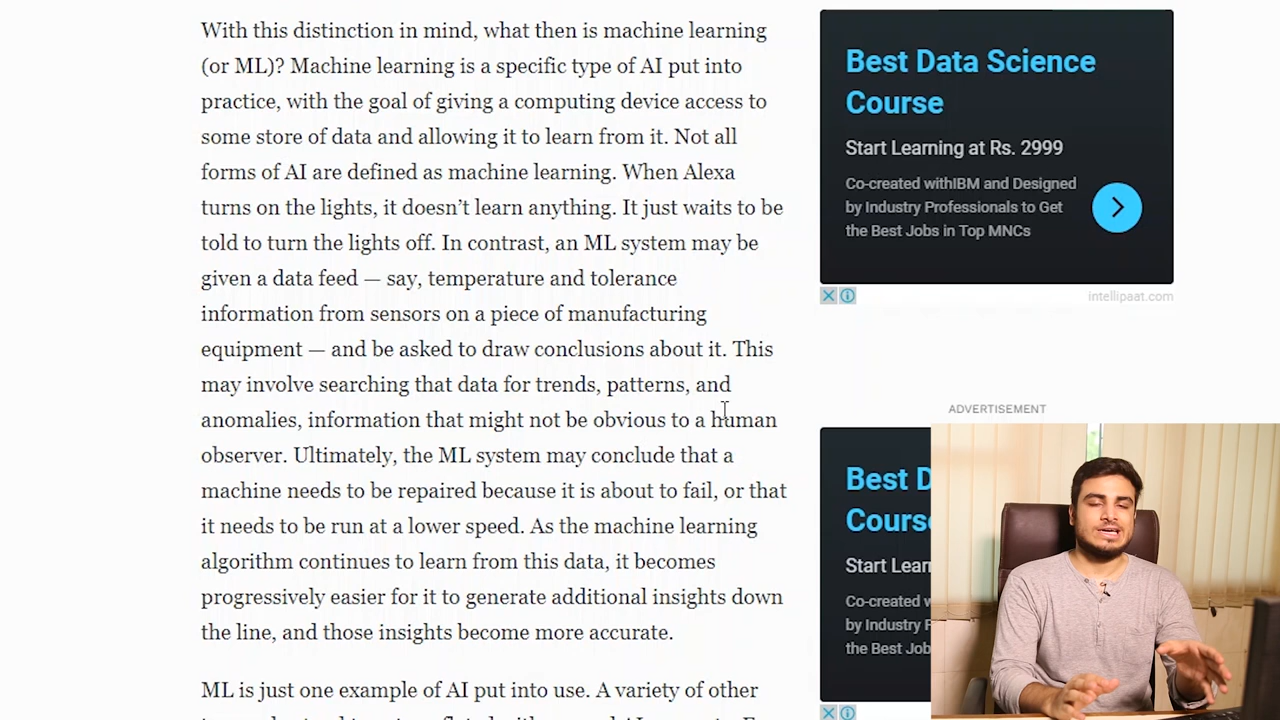 With this distinction in mind, what then is machine learning
(or ML)? Machine learning is a specific type of AI put into
practice, with the goal of giving a computing device access to
some store of data and allowing it to learn from it. Not all
forms of AI are defined as machine learning. When Alexa
turns on the lights, it doesn’t learn anything. It just waits to be
told to turn the lights off. In contrast, an ML system may be
given a data feed — say, temperature and tolerance
information from sensors on a piece of manufacturing
equipment — and be asked to draw conclusions about it. This
may involve searching that data for trends, patterns, and
anomalies, information that might not be obvious to a human
observer. Ultimately, the ML system may conclude that a
machine needs to be repaired because it is about to fail, or that
it needs to be run at a lower speed. As the machine learning
algorithm continues to learn from this data, it becomes
progressively easier for it to generate additional insights down
the line, and those insights become more accurate.
ML is just one example of AI put into use. A variety of other
Best Data Science
Course
Start Learning at Rs. 2999
Co-created withIBM and Designed
by Industry Professionals to Get
the Best Jobs in Top MNCs
intellipaat.com
ADVERTISEMENT
Best D
Course
Start Lear
Co-created w
by Industry P
the Best Job